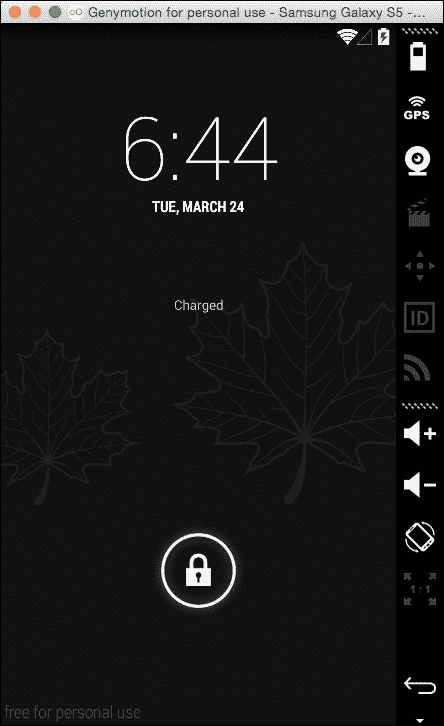 Genymotion for personal use - Samsung Galaxy S5 -...
GPS
6:44
TUE, MARCH 24
Charged
ID
1:1
free for personal use